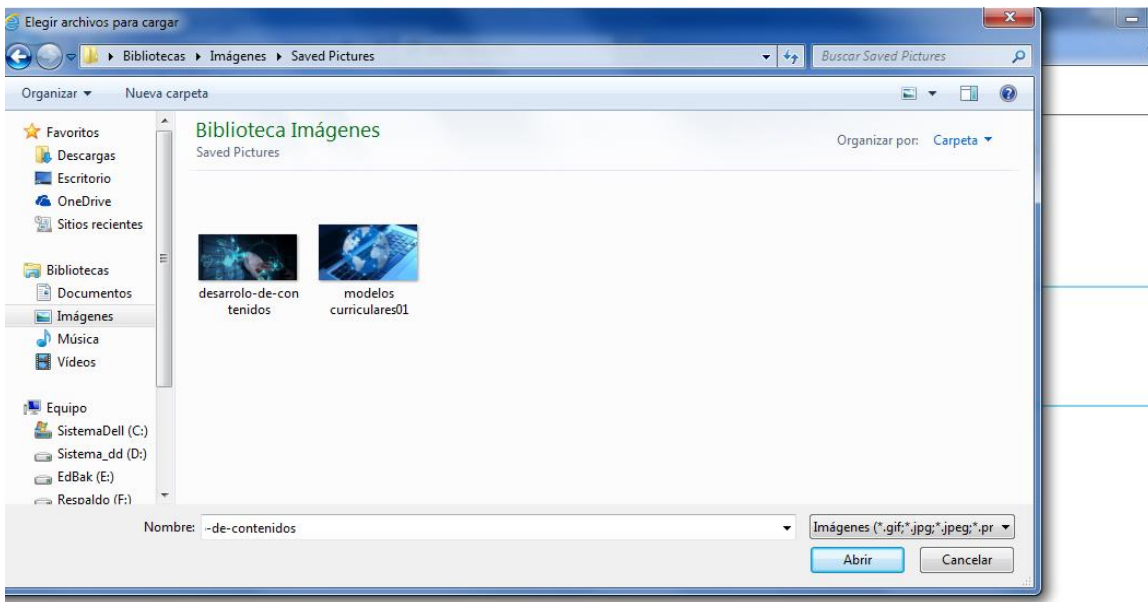 Elegir archivos para cargar
Bibliotecas Imágenes Saved Pictures
Buscar Saved Pictures
Organizar Nueva carpeta
Favoritos
Descargas
Escritorio
OneDrive
Sitios recientes
Bibliotecas
Documentos
Imágenes
Música
Vídeos
Equipo
SistemaDell (C:)
Sistema_dd (D:)
EdBak (E:)
Respaldo (F:)
Biblioteca Imágenes
Saved Pictures
Organizar por: Carpeta
desarrolo-de-con
tenidos
modelos
curriculares01
Nombre: -de-contenidos
Imágenes (*.gif;*.jpg;*.jpeg;*.pr
Abrir Cancelar